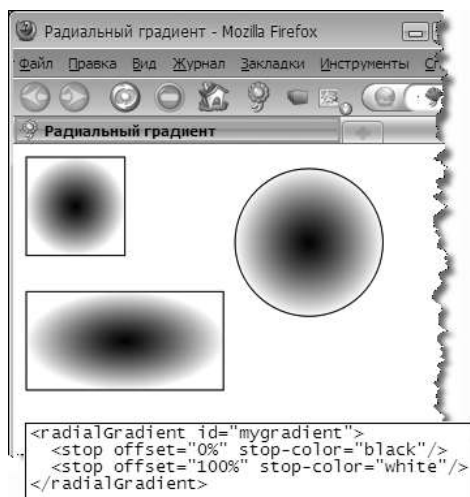 Радиальный градиент - Mozilla Firefox
Файл Правка Вид Журнал Закладки Инструменты
Радиальный градиент
<radialGradient id="mygradient">
<stop offset="0%" stop-color="black"/>
<stop offset="100%" stop-color="white"/>
</radialGradient>